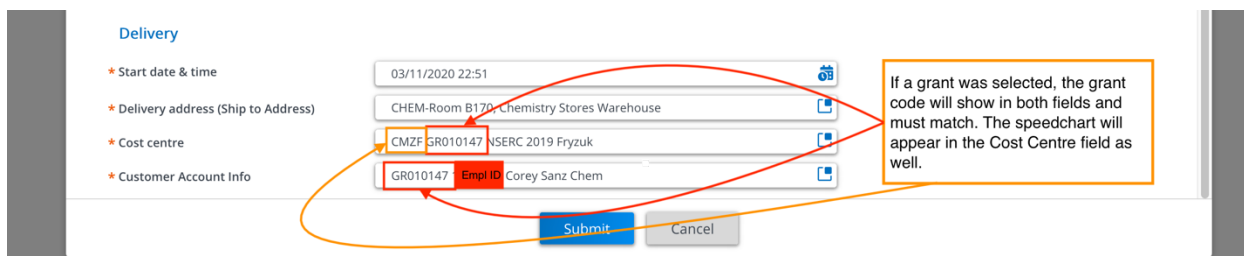 Delivery
* Start date & time
03/11/2020 22:51
* Delivery address (Ship to Address)
CHEM-Room B170, Chemistry Stores Warehouse
* Cost centre
CMZF GR010147 NSERC 2019 Fryzuk
* Customer Account Info
GR010147 Empl ID Corey Sanz Chem
If a grant was selected, the grant
code will show in both fields and
must match. The speedchart will
appear in the Cost Centre field as
well.
Submit
Cancel